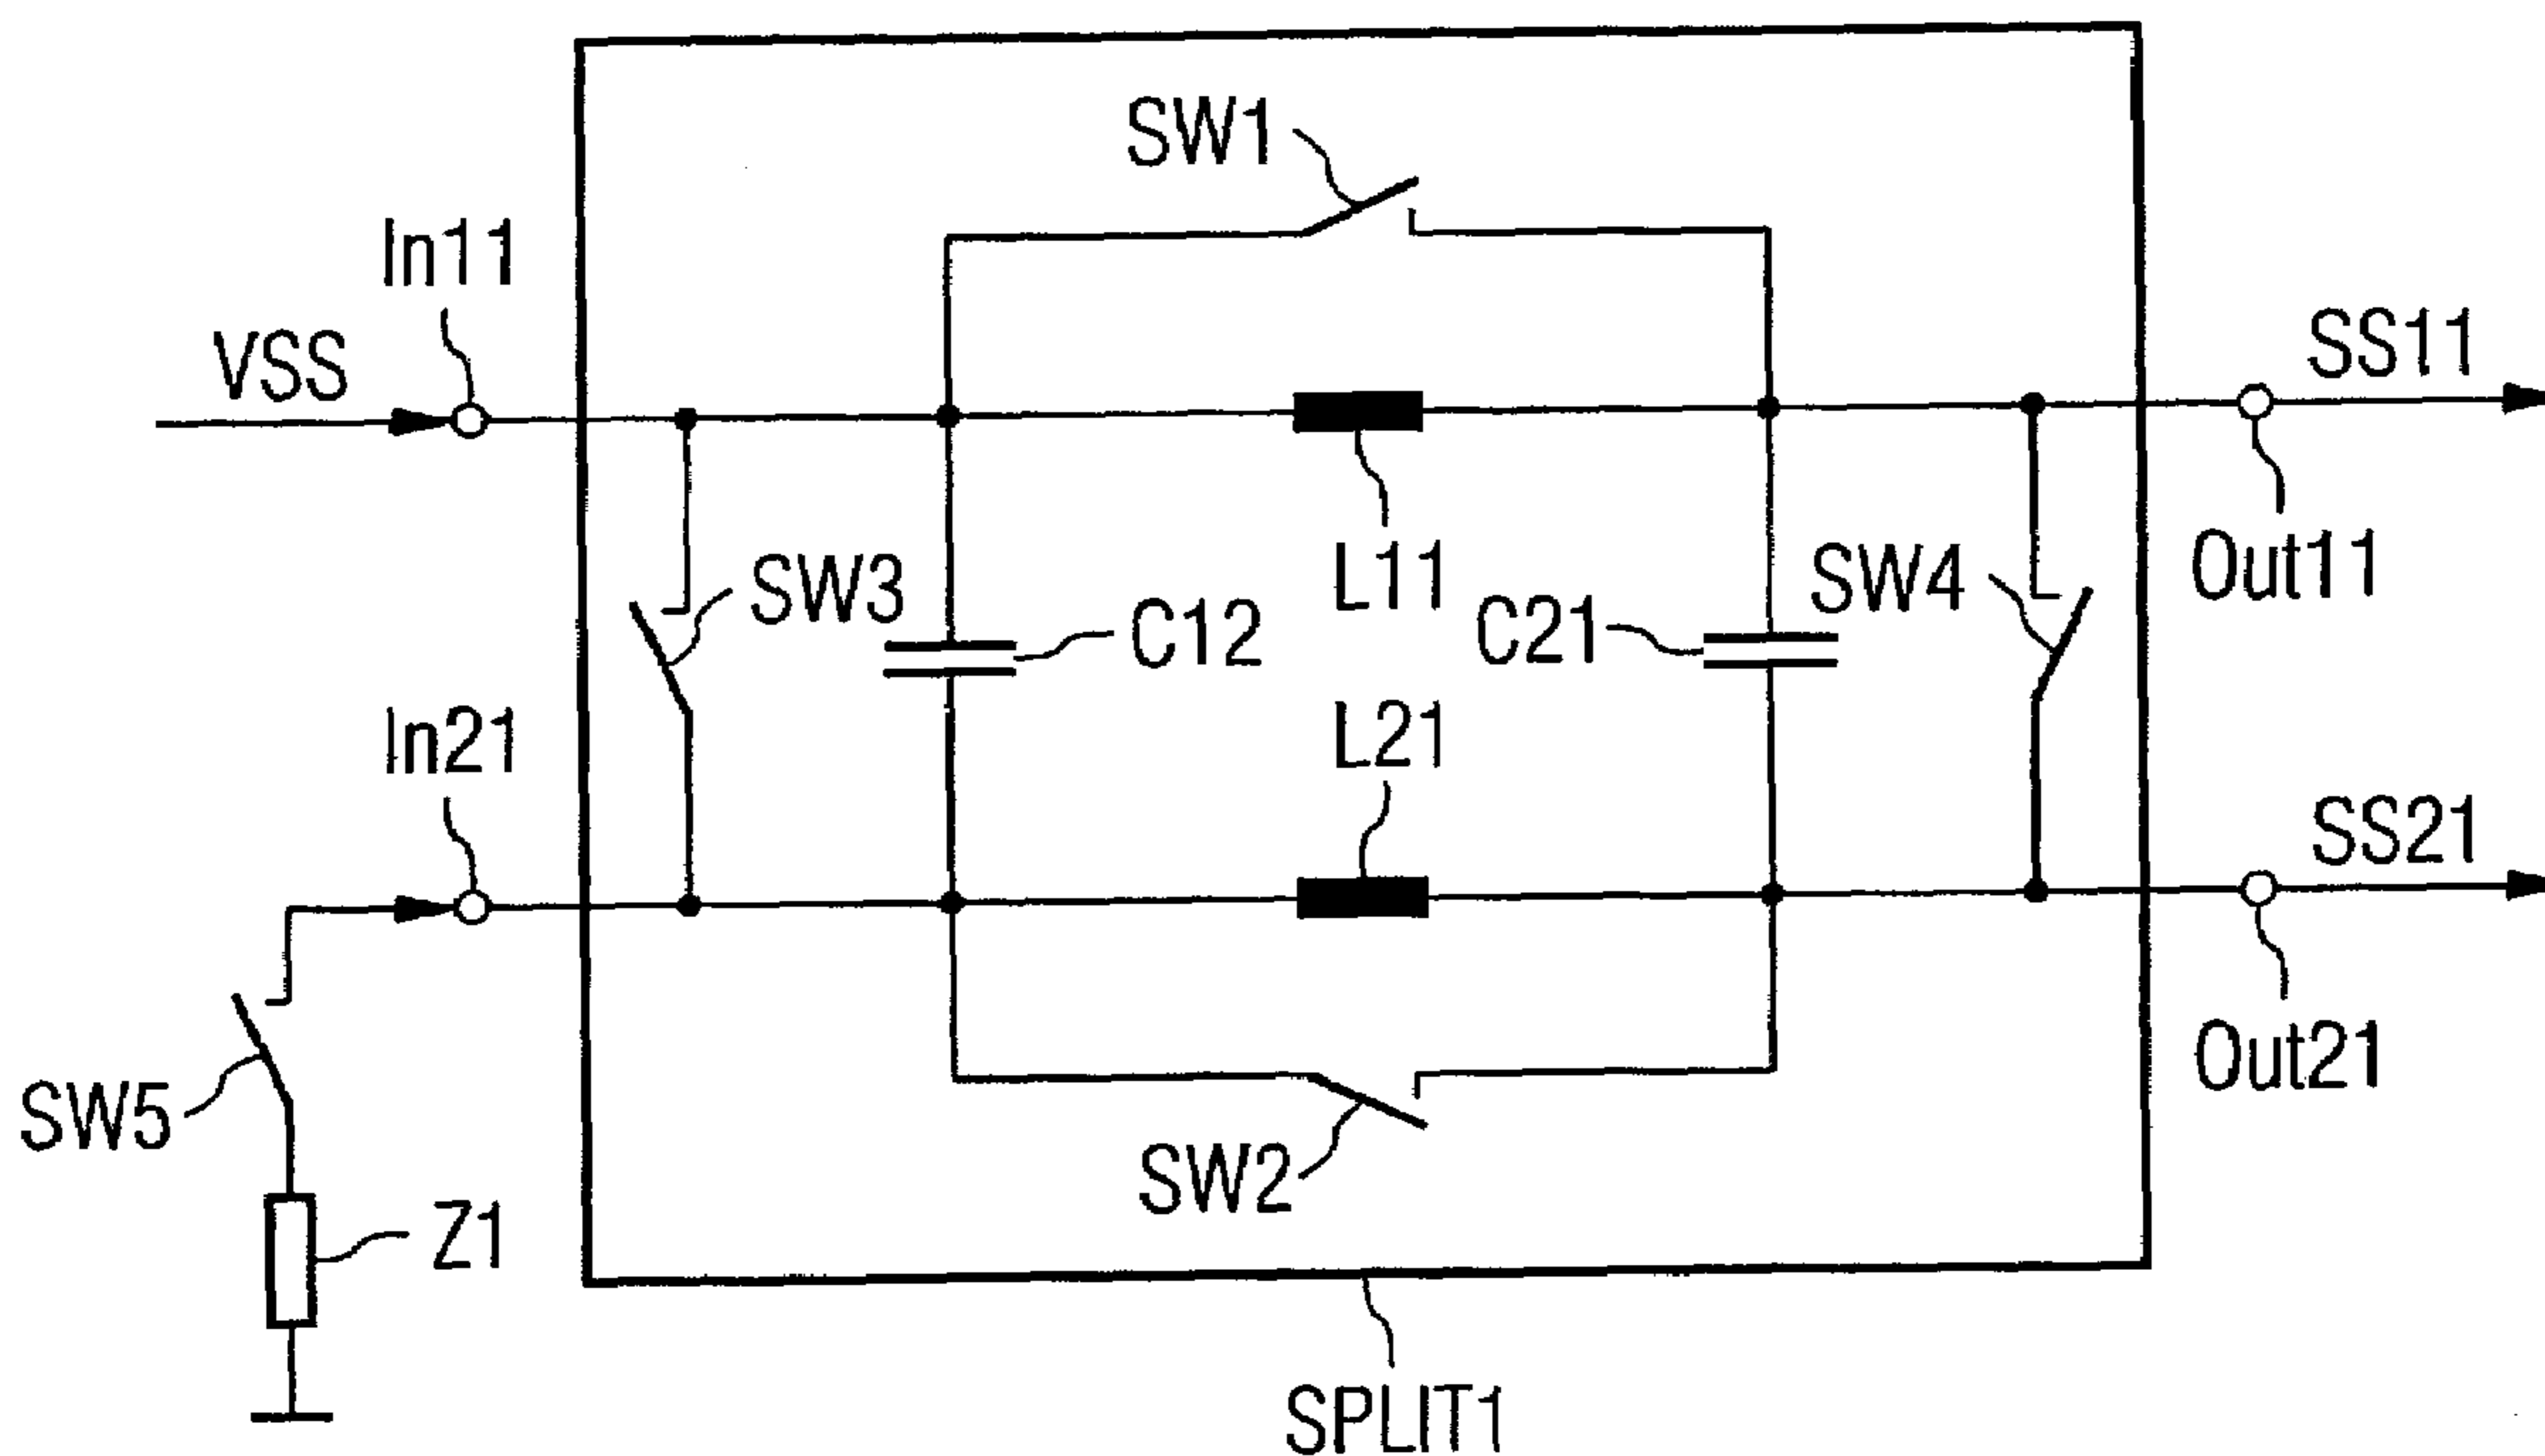 SW1
In11
VSS
SS11
L11
Out11
SW3
C12
C21
SW4
In21
L21
SS21
Out21
SW5
SW2
Z1
SPLIT1